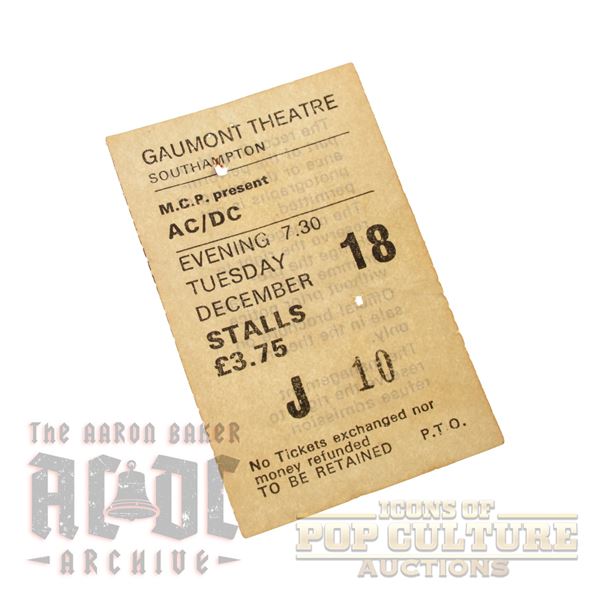 GAUMONT THEATRE
SOUTHAMPTON
M.C.P. present
AC/DC
EVENING 7.30
TUESDAY 18
DECEMBER
STALLS
£3.75
J 10
No Tickets exchanged nor
money refunded
TO BE RETAINED P.T.O.
THE AARON BAKER
AC DC
ARCHIVE
ICONS OF
POP CULTURE
AUCTIONS